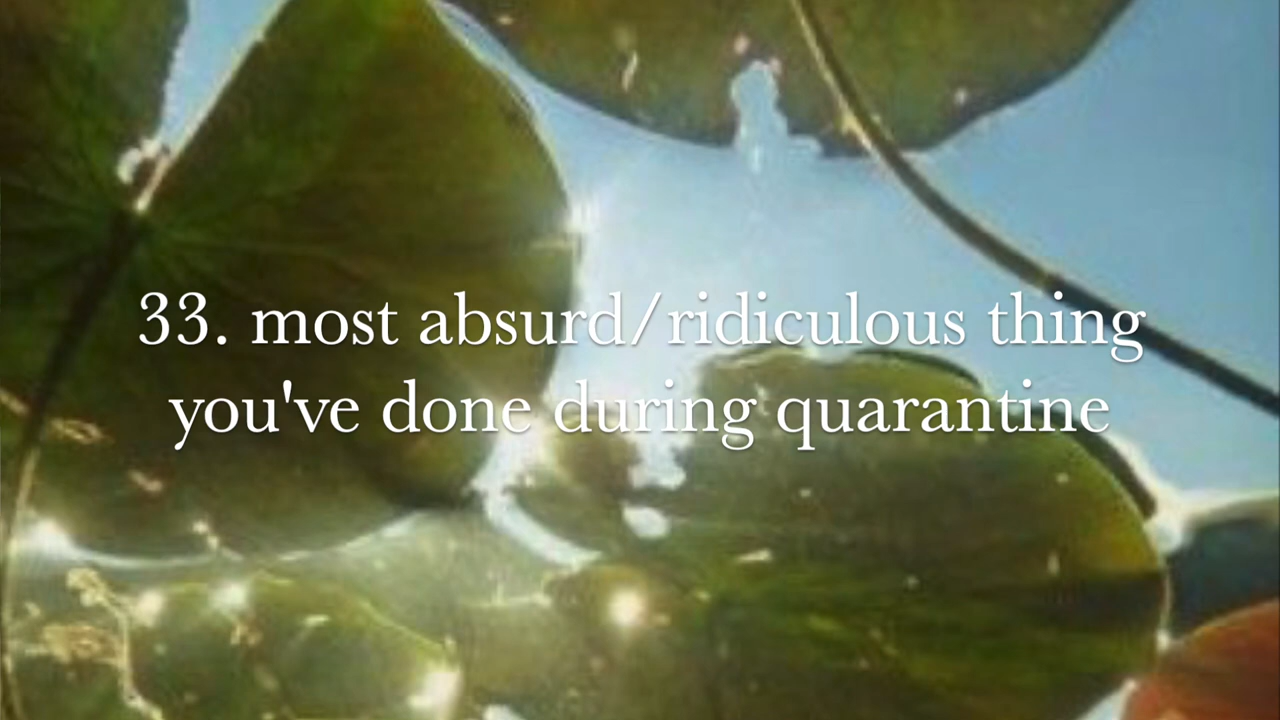 33. most absurd/ridiculous thing
you've done during quarantine